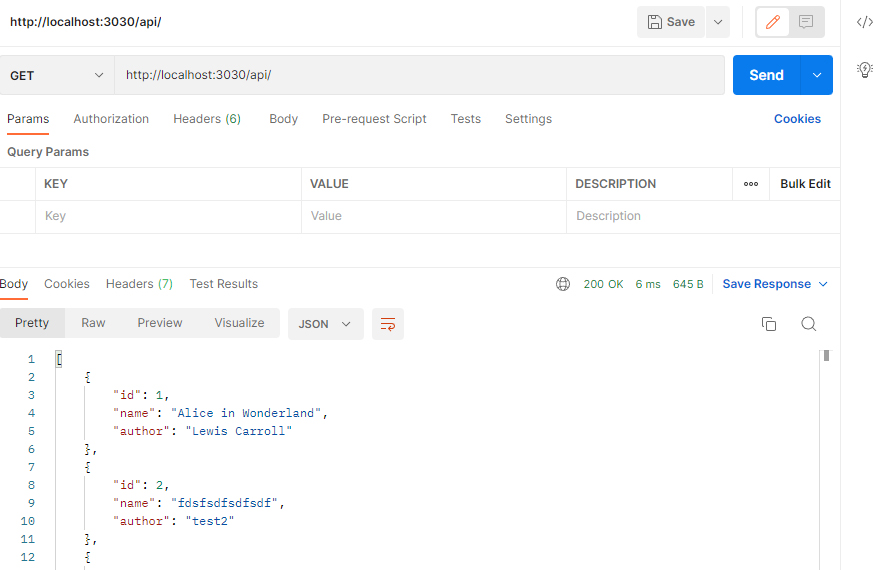 http://localhost:3030/api/ Save
GET http://localhost:3030/api/ Send
Params Authorization Headers (6) Body Pre-request Script Tests Settings Cookies
Query Params
KEY VALUE DESCRIPTION Bulk Edit
Key Value Description
Body Cookies Headers (7) Test Results 200 OK 6 ms 645 B Save Response
Pretty Raw Preview Visualize JSON
1 [
2 {
3 "id": 1,
4 "name": "Alice in Wonderland",
5 "author": "Lewis Carroll"
6 },
7 {
8 "id": 2,
9 "name": "fdsfsdfsdfsdf",
10 "author": "test2"
11 },
12 {